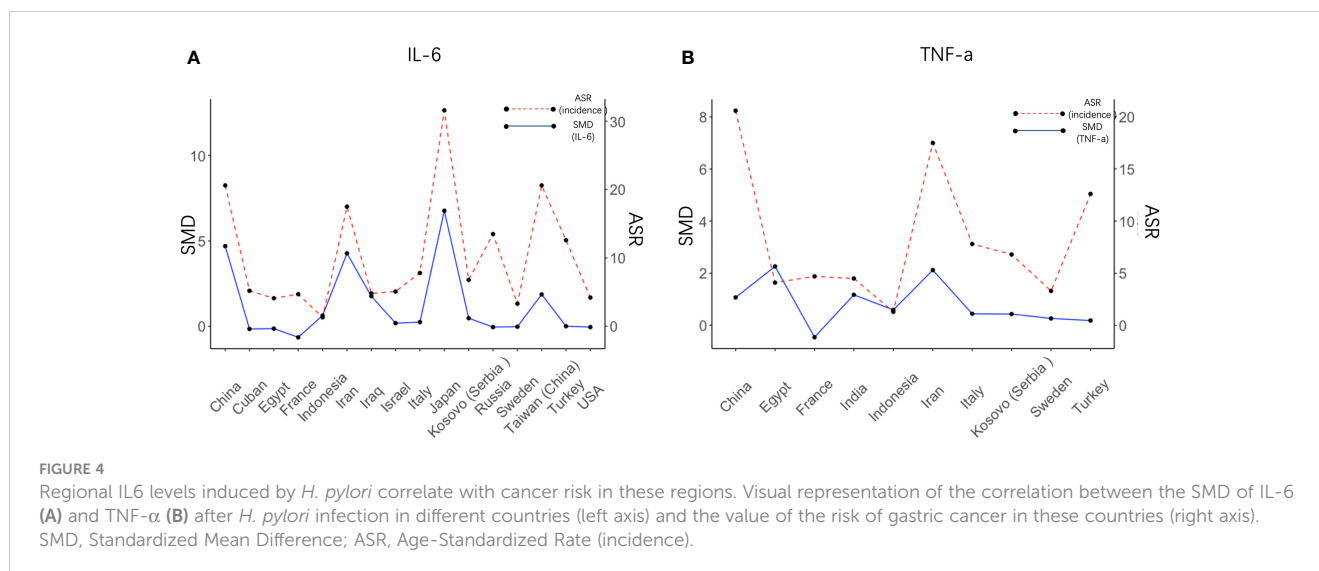 A
IL-6
ASR
(incidence )
SMD
(IL-6)
10
5
0
SMD
30
20
10
0
ASR
China
Cuban
Egypt
France
Indonesia
Iran
Iraq
Israel
Italy
Japan
Kosovo (Serbia )
Russia
Sweden
Taiwan (China)
Turkey
USA
B
TNF-a
ASR
(incidence )
SMD
(TNF-a)
8
6
4
2
0
SMD
20
15
10
5
0
ASR
China
Egypt
France
India
Indonesia
Iran
Italy
Kosovo (Serbia )
Sweden
Turkey
FIGURE 4
Regional IL6 levels induced by H. pylori correlate with cancer risk in these regions. Visual representation of the correlation between the SMD of IL-6
(A) and TNF-α (B) after H. pylori infection in different countries (left axis) and the value of the risk of gastric cancer in these countries (right axis).
SMD, Standardized Mean Difference; ASR, Age-Standardized Rate (incidence).